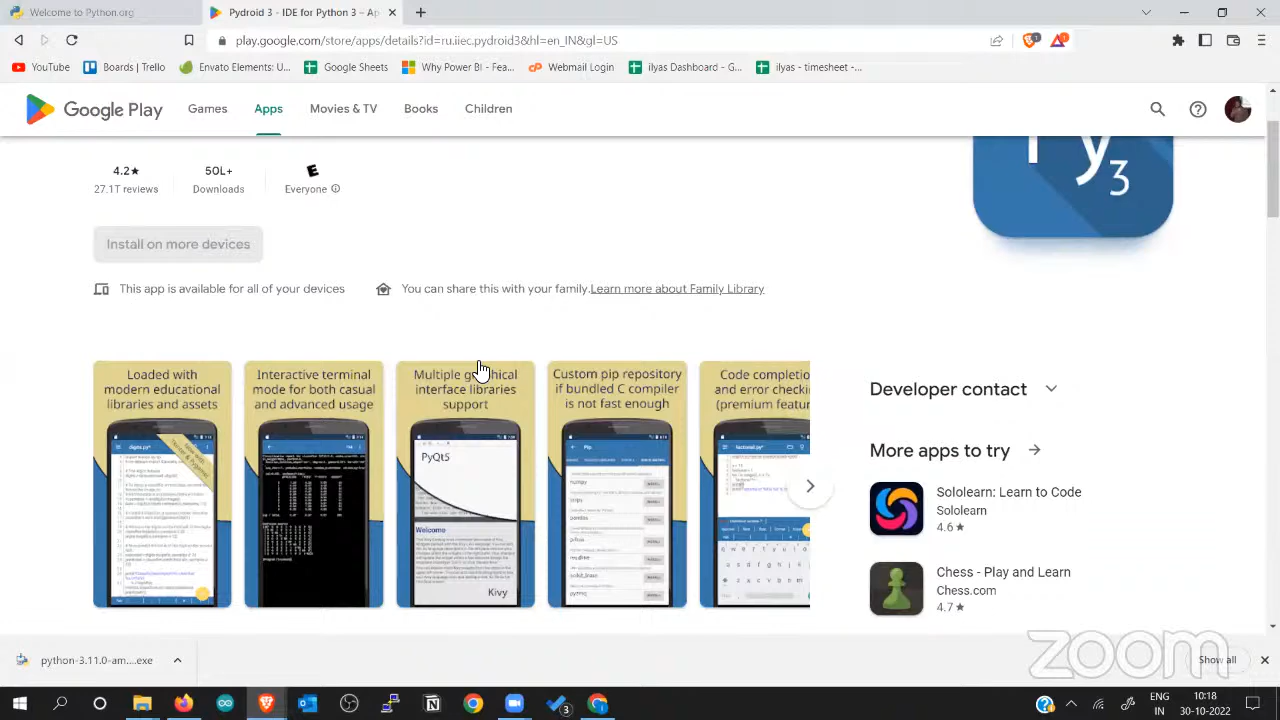 Welcome to Python.org
Pydroid 3 - IDE for Python 3 - Ap
play.google.com/store/apps/details?id=ru.iiec.pydroid3&hl=en_IN&gl=US
YouTube
Boards | Trello
Envato Elements: U...
Google Sheets
Why Power BI - Fea...
Webmail Login
ilyas Dashboard - G...
ilyas - timesheet -...
Google Play
Games
Apps
Movies & TV
Books
Children
4.2★
27.1T reviews
50L+
Downloads
E
Everyone
y
3
Install on more devices
This app is available for all of your devices
You can share this with your family.Learn more about Family Library
Loaded with
modern educational
libraries and assets
Interactive terminal
mode for both casual
and advanced usage
Multiple graphical
interface libraries
support
PyQt5
Welcome
Kivy
Custom pip repository
if bundled C compiler
is not fast enough
Code completion
and error checking
(premium featur
Developer contact
More apps to try
Sololearn: Learn to Code
Sololearn
4.6★
Chess - Play and Learn
Chess.com
4.7★
zoom
python-3.11.0-am....exe
Show all
3
ENG
IN
10:18
30-10-2022